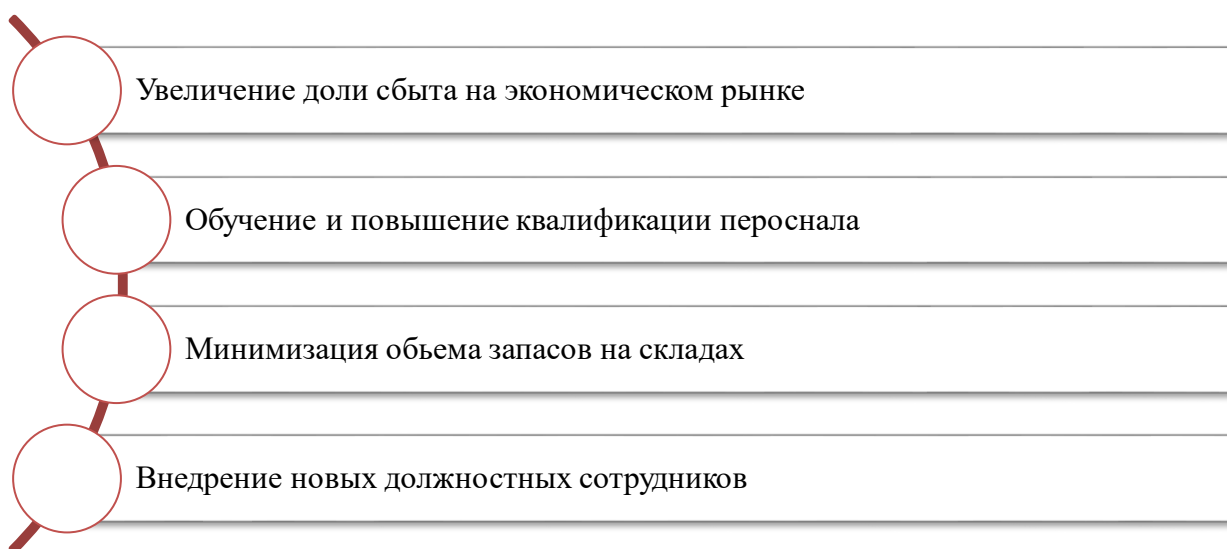 Увеличение доли сбыта на экономическом рынке
Обучение и повышение квалификации пероснала
Минимизация обьема запасов на складах
Внедрение новых должностных сотрудников